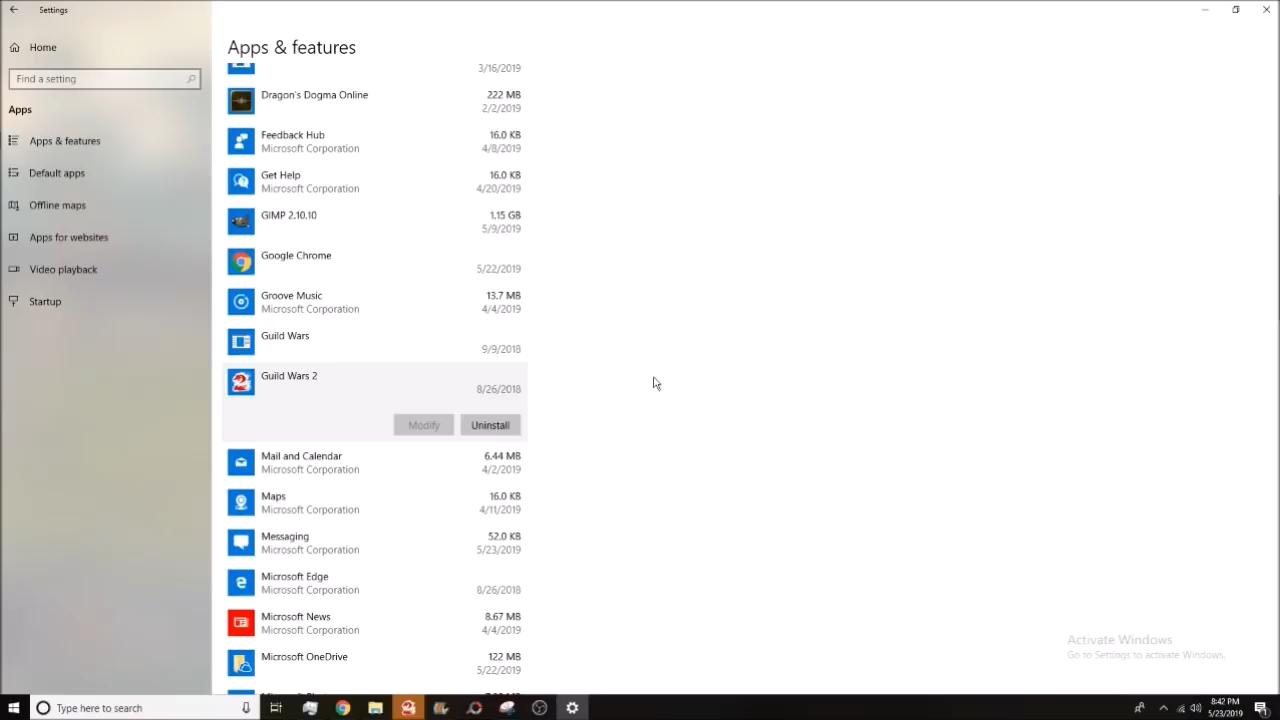 Settings
Home
Find a setting
Apps
Apps & features
Default apps
Offline maps
Apps for websites
Video playback
Startup
Apps & features
3/16/2019
Dragon's Dogma Online 222 MB
2/2/2019
Feedback Hub 16.0 KB
Microsoft Corporation 4/8/2019
Get Help 16.0 KB
Microsoft Corporation 4/20/2019
GIMP 2.10.10 1.15 GB
5/9/2019
Google Chrome
5/22/2019
Groove Music 13.7 MB
Microsoft Corporation 4/4/2019
Guild Wars
9/9/2018
Guild Wars 2
8/26/2018
Modify Uninstall
Mail and Calendar 6.44 MB
Microsoft Corporation 4/2/2019
Maps 16.0 KB
Microsoft Corporation 4/11/2019
Messaging 52.0 KB
Microsoft Corporation 5/23/2019
Microsoft Edge
Microsoft Corporation 8/26/2018
Microsoft News 8.67 MB
Microsoft Corporation 4/4/2019
Microsoft OneDrive 122 MB
5/22/2019
Activate Windows
Go to Settings to activate Windows.
Type here to search
8:42 PM
5/23/2019